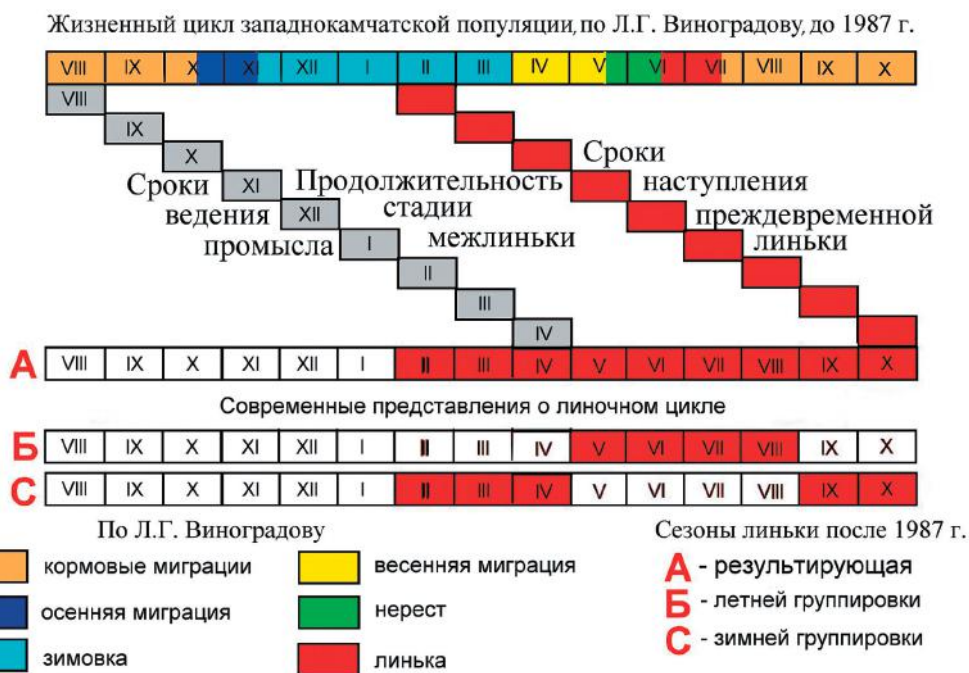 Жизненный цикл западнокамчатской популяции, по Л.Г. Виноградову, до 1987 г.
VIII IX X XI XII I II III IV V VI VII VIII IX X
VIII
IX
X
Сроки XI Продолжительность Сроки
наступления
ведения XII стадии преждевременной
промысла I межлиньки линьки
II
III
IV
А VIII IX X XI XII I II III IV V VI VII VIII IX X
Современные представления о линочном цикле
Б VIII IX X XI XII I II III IV V VI VII VIII IX X
С VIII IX X XI XII I II III IV V VI VII VIII IX X
По Л.Г. Виноградову
кормовые миграции
осенняя миграция
зимовка
весенняя миграция
нерест
линька
Сезоны линьки после 1987 г.
А - результирующая
Б - летней группировки
С - зимней группировки